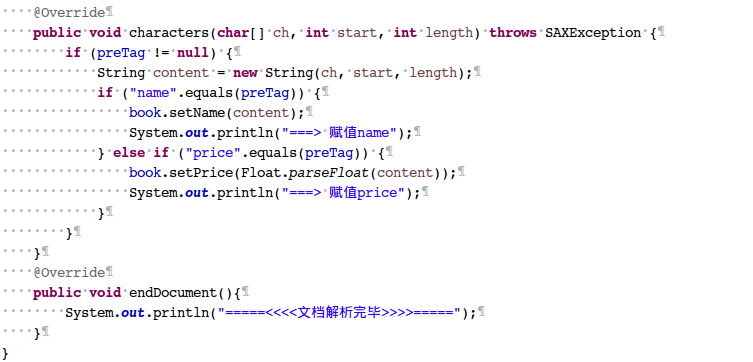 @Override
    public void characters(char[] ch, int start, int length) throws SAXException {
        if (preTag != null) {
            String content = new String(ch, start, length);
            if ("name".equals(preTag)) {
                book.setName(content);
                System.out.println("===> 赋值name");
            } else if ("price".equals(preTag)) {
                book.setPrice(Float.parseFloat(content));
                System.out.println("===> 赋值price");
            }
        }
    }
    @Override
    public void endDocument(){
        System.out.println("=====<<<<文档解析完毕>>>>=====");
    }
}